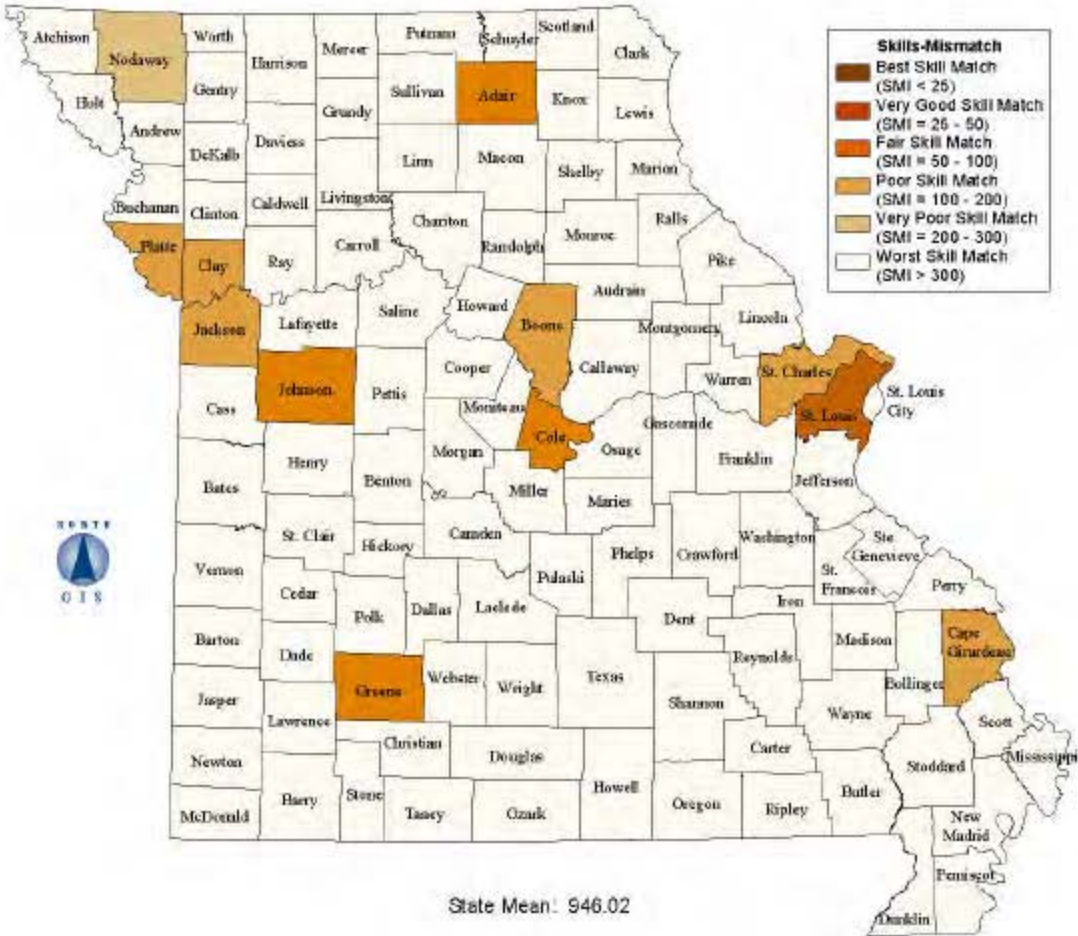 Atchison
Nodaway
Worth
Harrison
Mercer
Putnam
Schuyler
Scotland
Clark
Holt
Gentry
Sullivan
Adair
Knox
Lewis
Andrew
DeKalb
Daviess
Grundy
Linn
Macon
Shelby
Marion
Buchanan
Clinton
Caldwell
Livingston
Chariton
Randolph
Monroe
Ralls
Pike
Platte
Clay
Ray
Carroll
Audrain
Jackson
Lafayette
Saline
Howard
Boone
Callaway
Montgomery
Lincoln
Warren
St. Charles
St. Louis
St. Louis
City
Cass
Johnson
Pettis
Cooper
Moniteau
Cole
Osage
Gasconade
Franklin
Jefferson
Bates
Henry
Benton
Morgan
Miller
Maries
Vernon
St. Clair
Hickory
Camden
Pulaski
Phelps
Crawford
Washington
Ste.
Genevieve
St.
Francois
Perry
Cedar
Polk
Dallas
Laclede
Dent
Iron
Madison
Cape
Girardeau
Barton
Dade
Greene
Webster
Wright
Texas
Reynolds
Bollinger
Jasper
Lawrence
Christian
Douglas
Shannon
Wayne
Scott
Newton
Carter
Stoddard
Mississippi
McDonald
Barry
Stone
Taney
Ozark
Howell
Oregon
Ripley
Butler
New
Madrid
Pemiscot
Dunklin
Skills-Mismatch
Best Skill Match
(SMI < 25)
Very Good Skill Match
(SMI = 25 - 50)
Fair Skill Match
(SMI = 50 - 100)
Poor Skill Match
(SMI = 100 - 200)
Very Poor Skill Match
(SMI = 200 - 300)
Worst Skill Match
(SMI > 300)
GIS
State Mean: 946.02